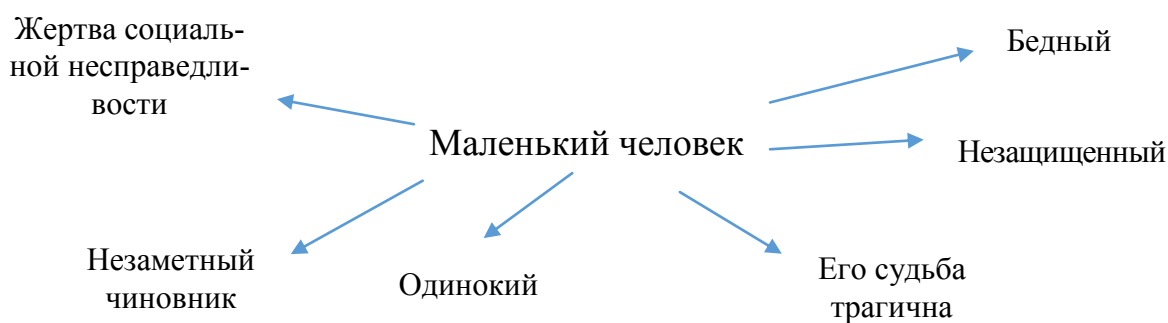 Жертва социаль-
ной несправедли-
вости
Бедный
Маленький человек
Незащищенный
Незаметный
чиновник
Одинокий
Его судьба
трагична